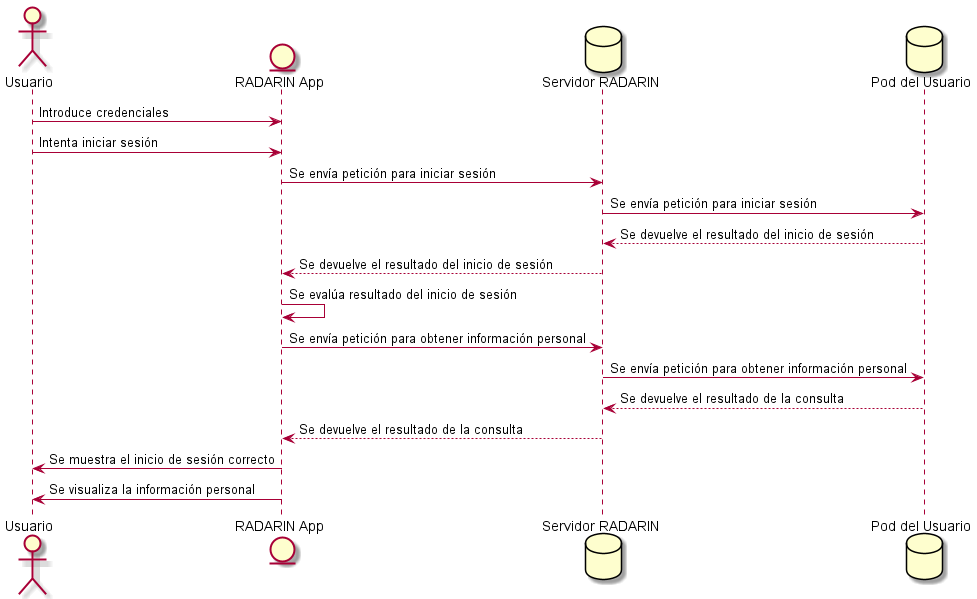 Usuario
RADARIN App
Servidor RADARIN
Pod del Usuario
Introduce credenciales
Intenta iniciar sesión
Se envía petición para iniciar sesión
Se envía petición para iniciar sesión
Se devuelve el resultado del inicio de sesión
Se devuelve el resultado del inicio de sesión
Se evalúa resultado del inicio de sesión
Se envía petición para obtener información personal
Se envía petición para obtener información personal
Se devuelve el resultado de la consulta
Se devuelve el resultado de la consulta
Se muestra el inicio de sesión correcto
Se visualiza la información personal
Usuario
RADARIN App
Servidor RADARIN
Pod del Usuario